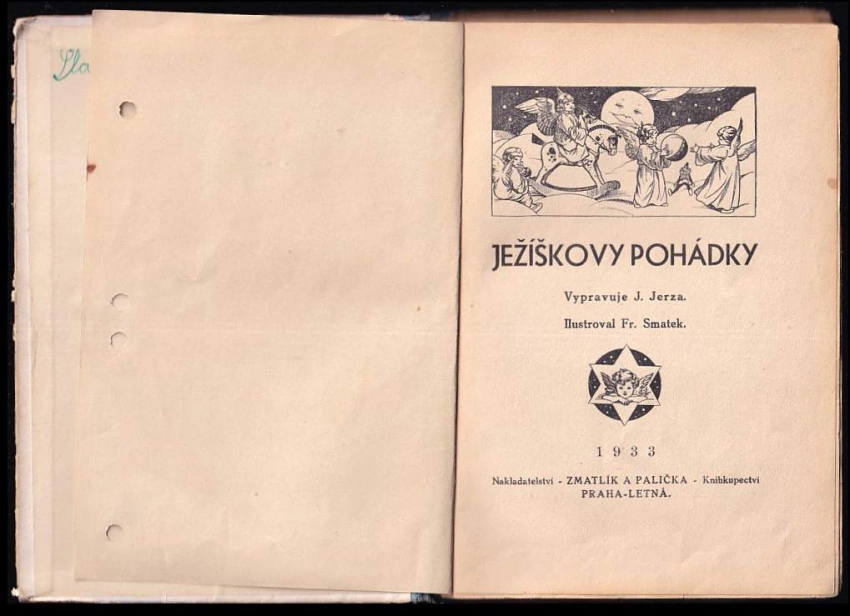 JEŽÍŠKOVY POHÁDKY
Vypravuje J. Jerza.
Ilustroval Fr. Smatek.
1933
Nakladatelství - ZMATLÍK A PALIČKA - Knihkupectví
PRAHA-LETNÁ.